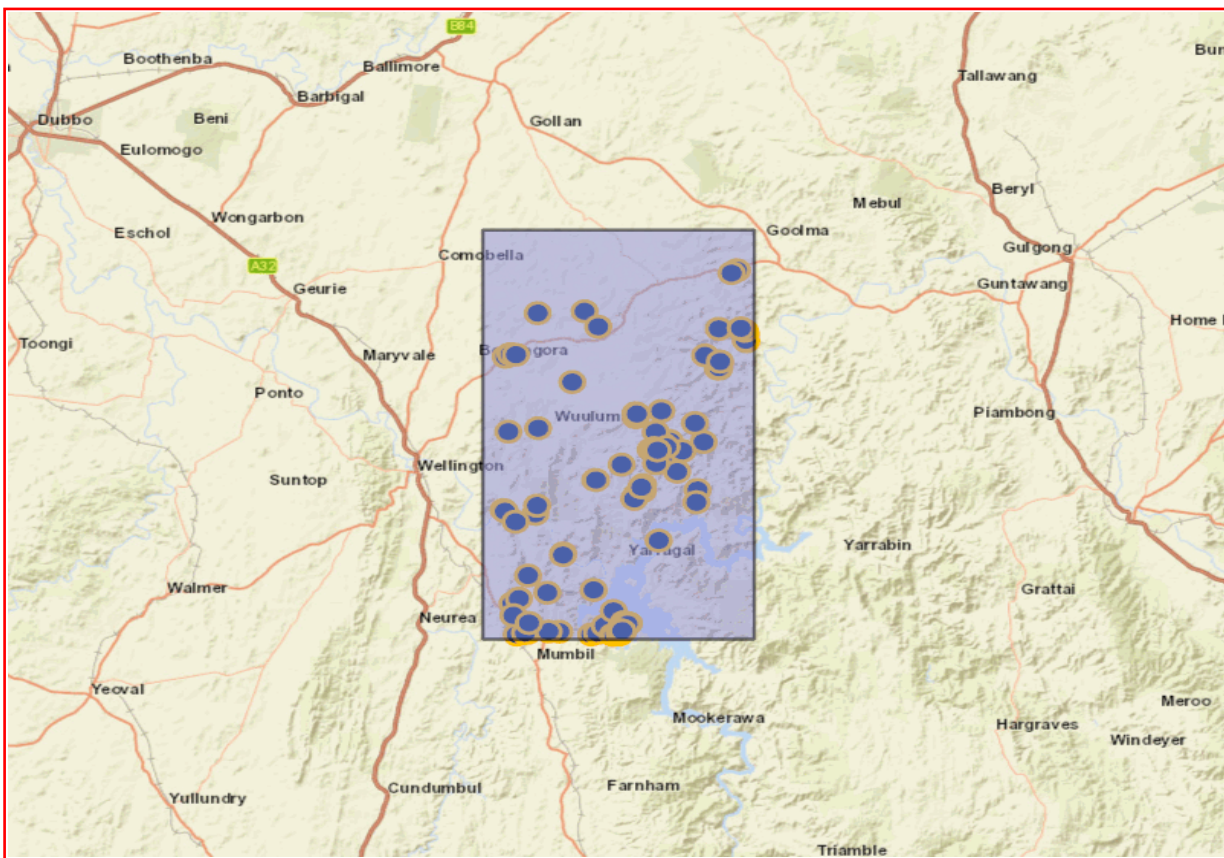 B84
Boothenba
Ballimore
Bun
Tallawang
Barbigal
Dubbo
Beni
Gollan
Eulomogo
Beryl
Mebul
Wongarbon
Eschol
Goolma
Gulgong
Comobella
A32
Guntawang
Geurie
Home
Toongi
Maryvale
Ponto
Wuulum
Piambong
Wellington
Suntop
Yarragal
Yarrabin
Walmer
Grattai
Neurea
Mumbil
Yeoval
Meroo
Mookerawa
Hargraves
Windeyer
Farnham
Cundumbul
Yullundry
Triamble